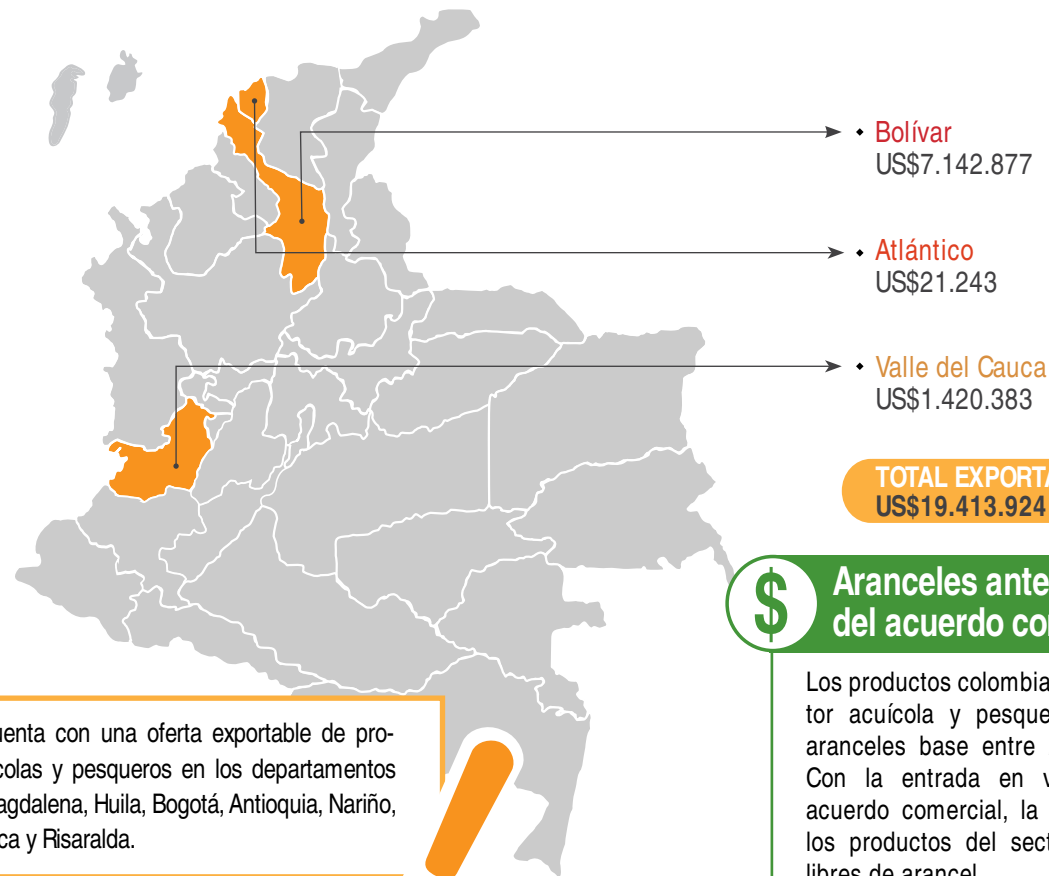 Bolívar
US$7.142.877
Atlántico
US$21.243
Valle del Cauca
US$1.420.383
TOTAL EXPORTA
US$19.413.924
$
Aranceles ante
del acuerdo co
Los productos colombia
tor acuícola y pesque
aranceles base entre
Con la entrada en v
acuerdo comercial, la
los productos del sect
libres de arancel
uenta con una oferta exportable de pro-
colas y pesqueros en los departamentos
agdalena, Huila, Bogotá, Antioquia, Nariño,
ca y Risaralda.